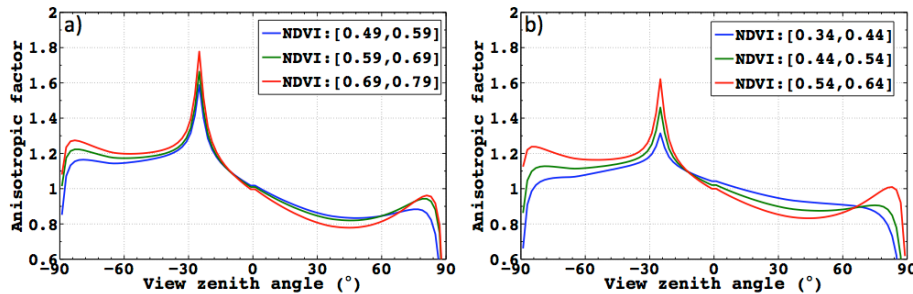 a)
NDVI:[0.49,0.59]
NDVI:[0.59,0.69]
NDVI:[0.69,0.79]
Anisotropic factor
2
1.8
1.6
1.4
1.2
1
0.8
0.6
−90 −60 −30 0 30 60 90
View zenith angle (°)
b)
NDVI:[0.34,0.44]
NDVI:[0.44,0.54]
NDVI:[0.54,0.64]
Anisotropic factor
2
1.8
1.6
1.4
1.2
1
0.8
0.6
−90 −60 −30 0 30 60 90
View zenith angle (°)